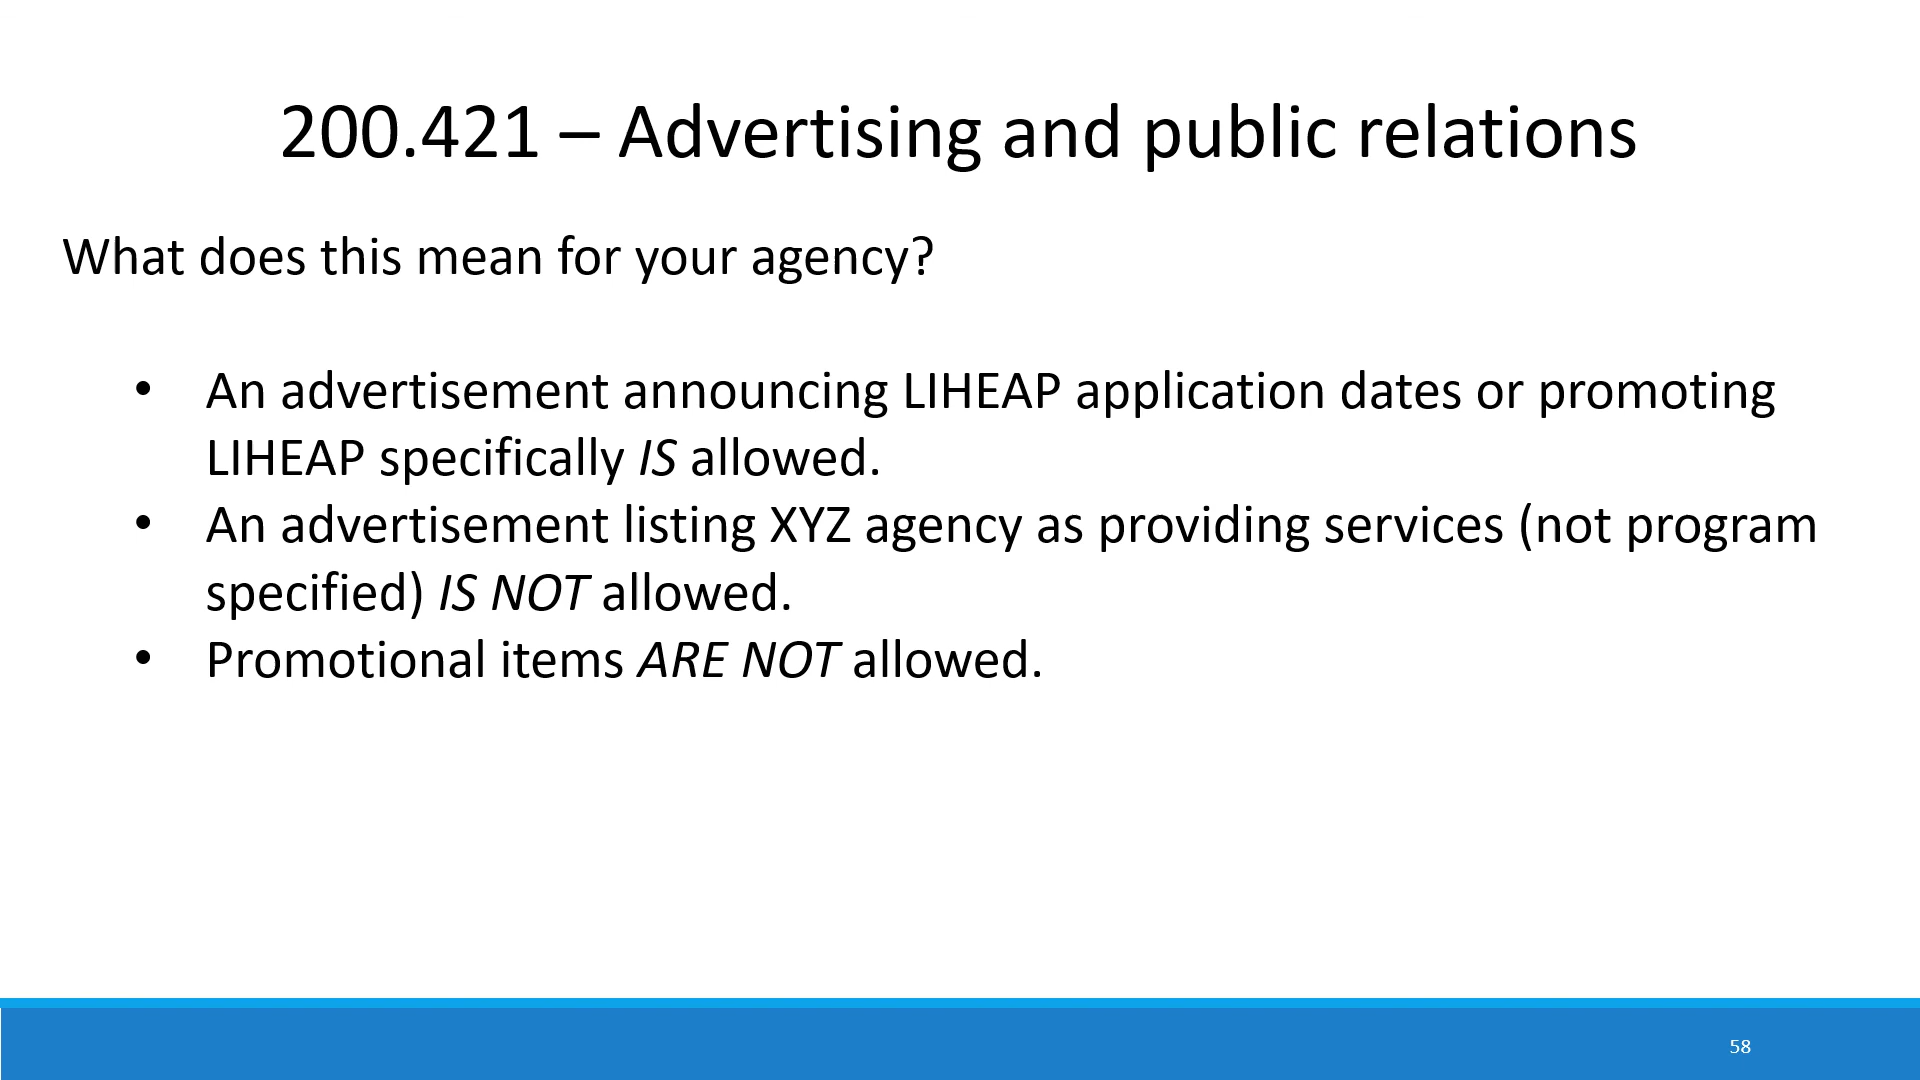 200.421 – Advertising and public relations
What does this mean for your agency?
• An advertisement announcing LIHEAP application dates or promoting
LIHEAP specifically IS allowed.
• An advertisement listing XYZ agency as providing services (not program
specified) IS NOT allowed.
• Promotional items ARE NOT allowed.
58